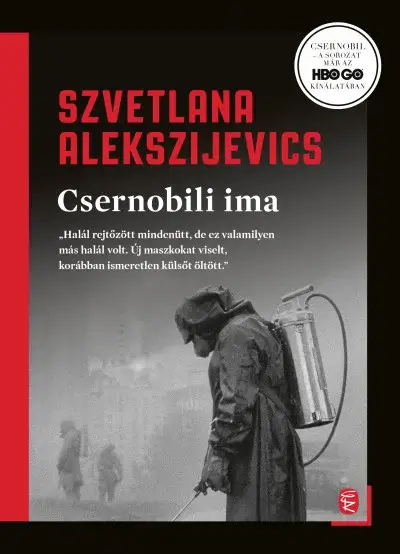 CSERNOBIL
– A SOROZAT
MÁR AZ
HBO GO
KÍNÁLATÁBAN
SZVETLANA
ALEKSZIJEVICS
Csernobili ima
„Halál rejtőzött mindenütt, de ez valamilyen
más halál volt. Új maszkokat viselt,
korábban ismeretlen külsőt öltött.”